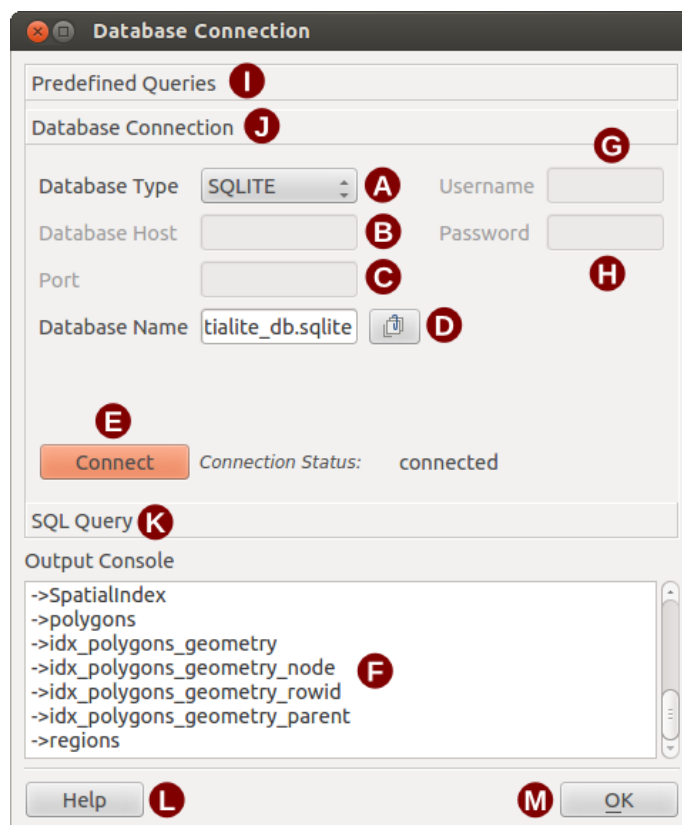 Database Connection
Predefined Queries I
Database Connection J
G
Database Type SQLITE A Username
Database Host B Password
Port C H
Database Name tialite_db.sqlite D
E
Connect Connection Status: connected
SQL Query K
Output Console
->SpatialIndex
->polygons
->idx_polygons_geometry
->idx_polygons_geometry_node F
->idx_polygons_geometry_rowid
->idx_polygons_geometry_parent
->regions
Help L M OK